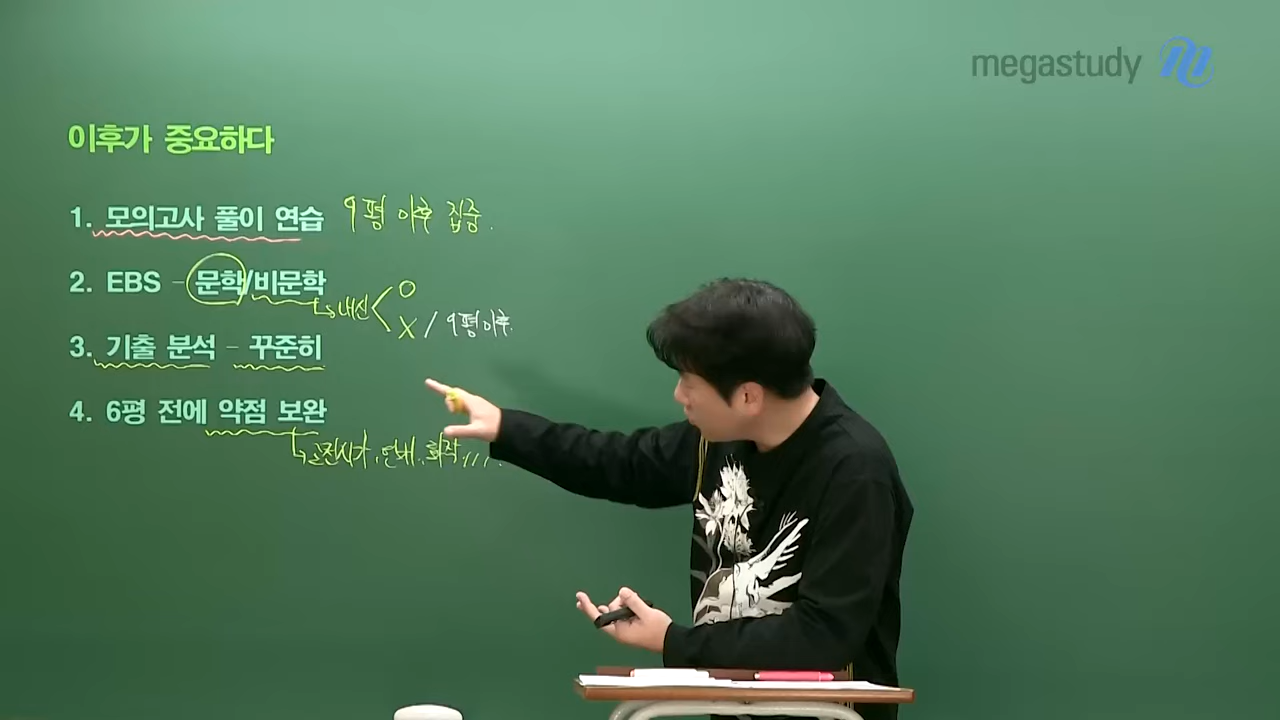 megastudy
이후가 중요하다
1. 모의고사 풀이 연습 9평 이후 집중.
2. EBS - 문학/비문학
내신 < O
X / 9평 이후.
3. 기출 분석 - 꾸준히
4. 6평 전에 약점 보완
고전시가, 언매, 화작, , , .